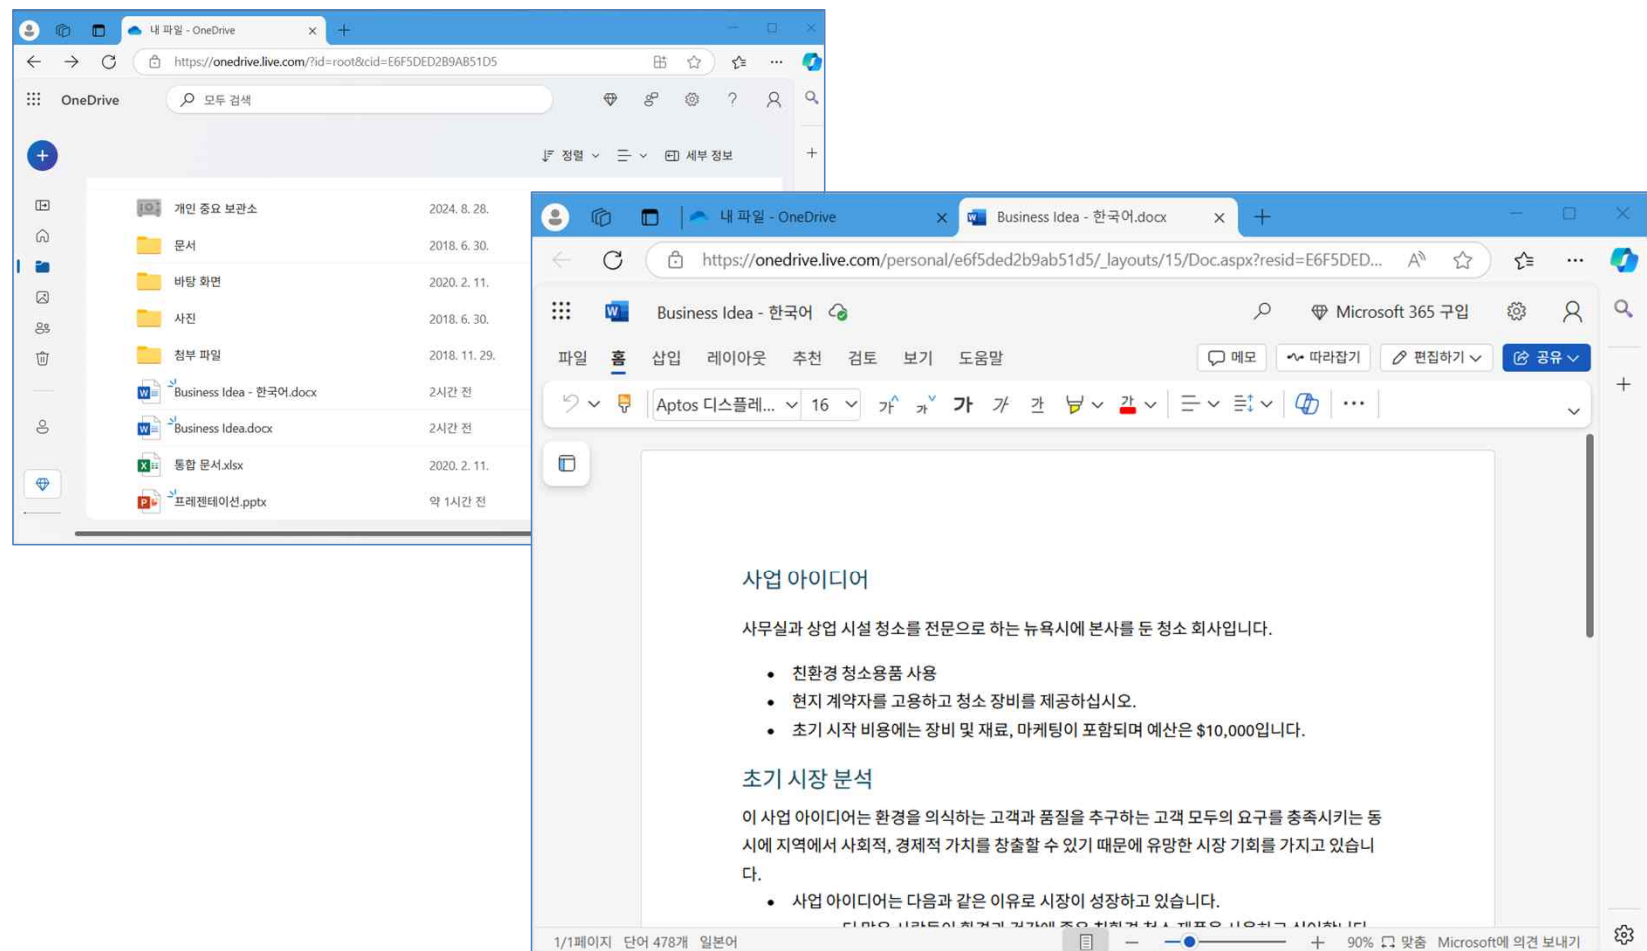 내 파일 - OneDrive
https://onedrive.live.com/?id=root&cid=E6F5DED2B9AB51D5
OneDrive
모두 검색
정렬
세부 정보
개인 중요 보관소 2024. 8. 28.
문서 2018. 6. 30.
바탕 화면 2020. 2. 11.
사진 2018. 6. 30.
첨부 파일 2018. 11. 29.
Business Idea - 한국어.docx 2시간 전
Business Idea.docx 2시간 전
통합 문서.xlsx 2020. 2. 11.
프레젠테이션.pptx 약 1시간 전
내 파일 - OneDrive
Business Idea - 한국어.docx
https://onedrive.live.com/personal/e6f5ded2b9ab51d5/_layouts/15/Doc.aspx?resid=E6F5DED...
Business Idea - 한국어
Microsoft 365 구입
파일 홈 삽입 레이아웃 추천 검토 보기 도움말
메모 따라잡기 편집하기 공유
Aptos 디스플레... 16 가 가 가 가 간 간
사업 아이디어
사무실과 상업 시설 청소를 전문으로 하는 뉴욕시에 본사를 둔 청소 회사입니다.
• 친환경 청소용품 사용
• 현지 계약자를 고용하고 청소 장비를 제공하십시오.
• 초기 시작 비용에는 장비 및 재료, 마케팅이 포함되며 예산은 $10,000입니다.
초기 시장 분석
이 사업 아이디어는 환경을 의식하는 고객과 품질을 추구하는 고객 모두의 요구를 충족시키는 동
시에 지역에서 사회적, 경제적 가치를 창출할 수 있기 때문에 유망한 시장 기회를 가지고 있습니
다.
• 사업 아이디어는 다음과 같은 이유로 시장이 성장하고 있습니다.
1/1페이지 단어 478개 일본어
90% 맞춤 Microsoft에 의견 보내기